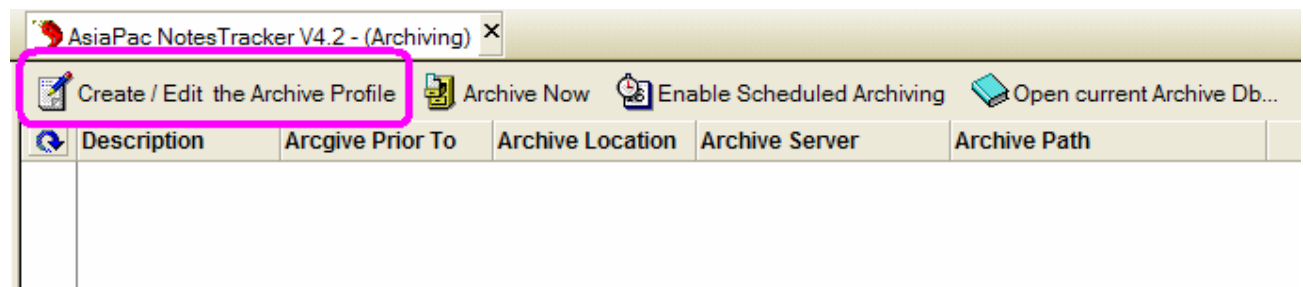 AsiaPac NotesTracker V4.2 - (Archiving)
Create / Edit the Archive Profile Archive Now Enable Scheduled Archiving Open current Archive Db...
Description Arcgive Prior To Archive Location Archive Server Archive Path